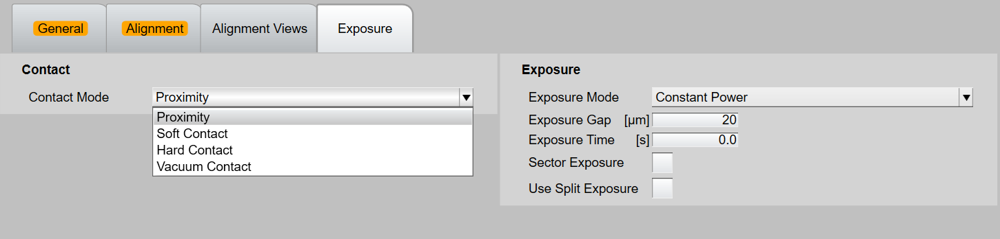 General Alignment Alignment Views Exposure
Contact
Contact Mode Proximity
Proximity
Soft Contact
Hard Contact
Vacuum Contact
Exposure
Exposure Mode Constant Power
Exposure Gap [µm] 20
Exposure Time [s] 0.0
Sector Exposure
Use Split Exposure